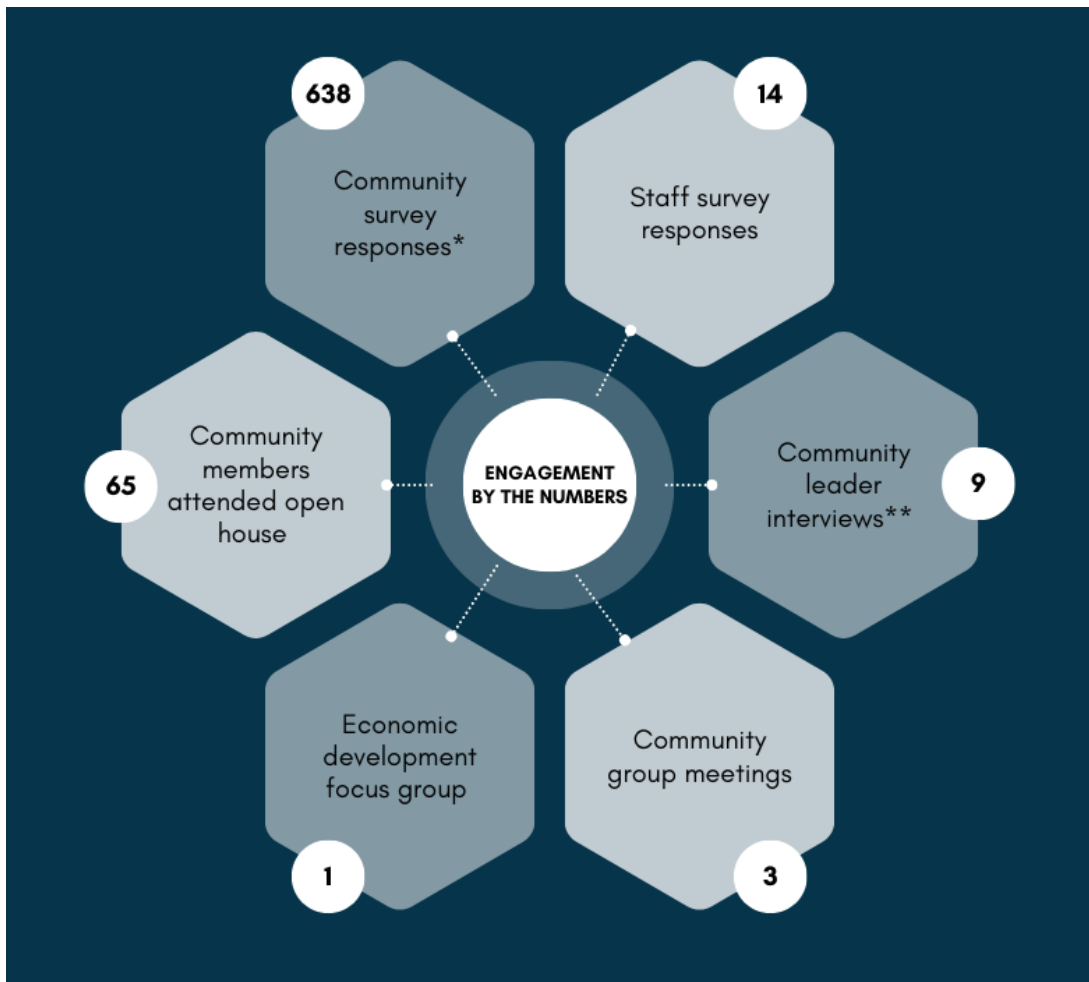 638
Community
survey
responses*
14
Staff survey
responses
65
Community
members
attended open
house
ENGAGEMENT
BY THE NUMBERS
Community
leader
interviews**
9
Economic
development
focus group
1
Community
group meetings
3